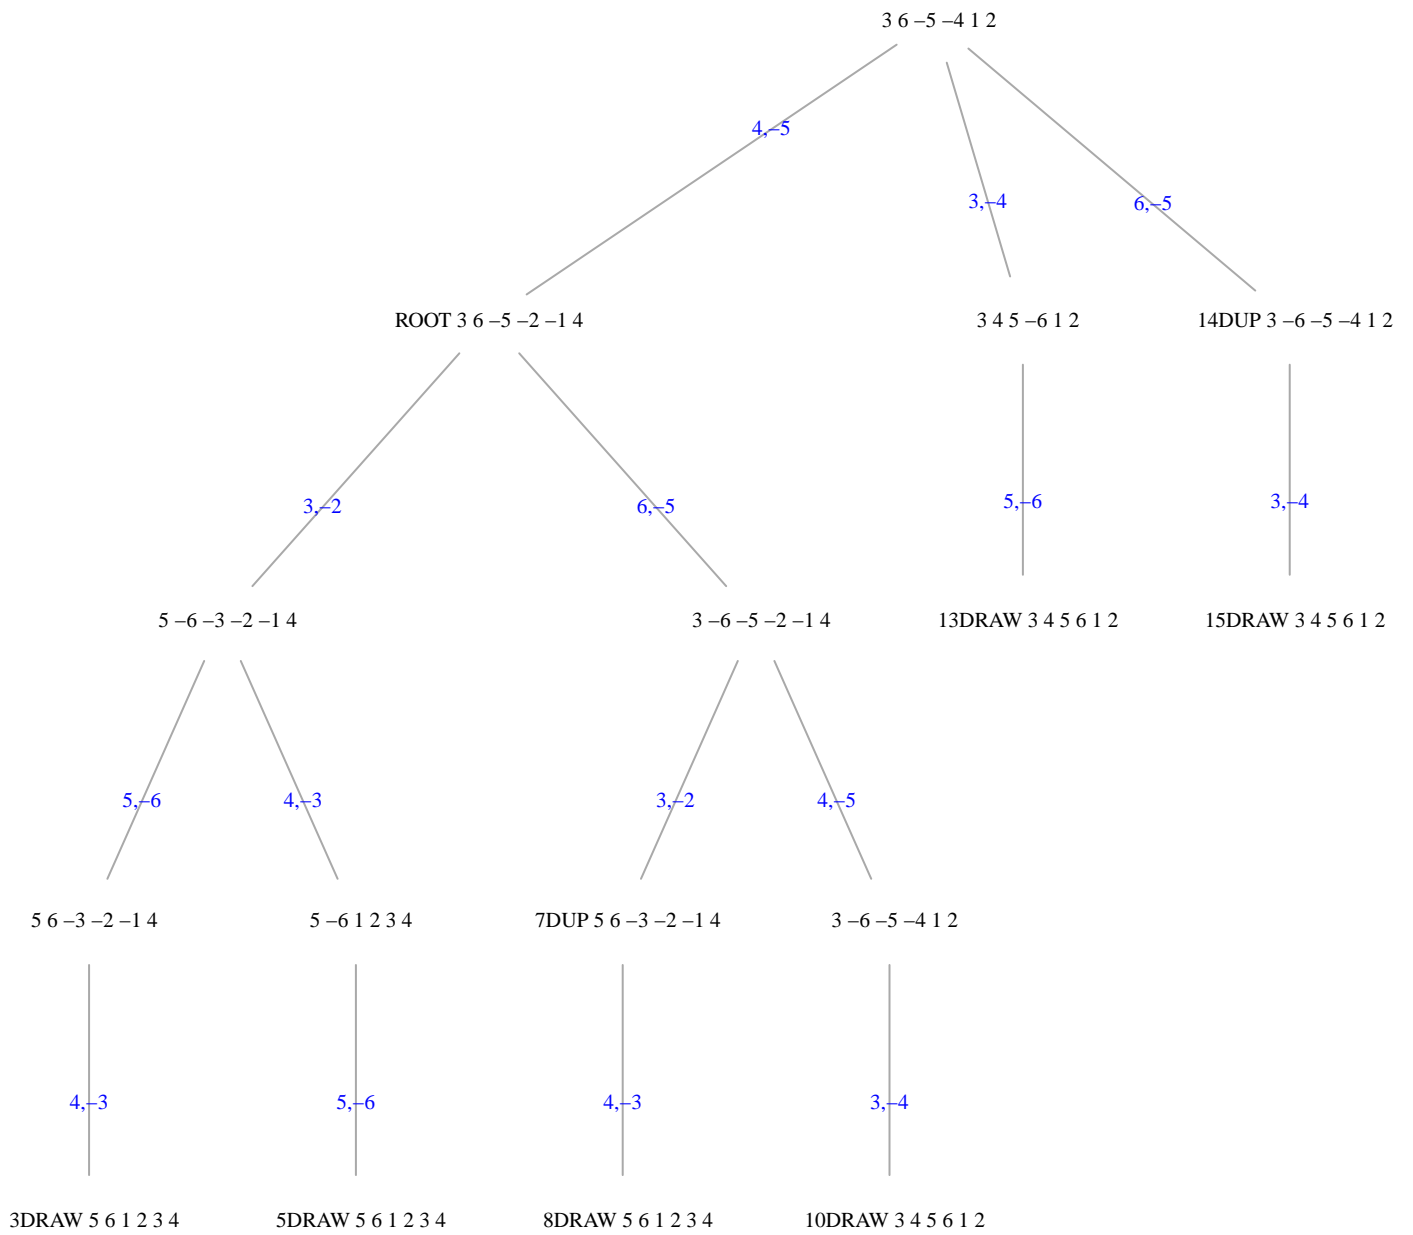 3 6 –5 –4 1 2
4,–5
3,–4
6,–5
ROOT 3 6 –5 –2 –1 4
3 4 5 –6 1 2
14DUP 3 –6 –5 –4 1 2
3,–2
6,–5
5,–6
3,–4
5 –6 –3 –2 –1 4
3 –6 –5 –2 –1 4
13DRAW 3 4 5 6 1 2
15DRAW 3 4 5 6 1 2
5,–6
4,–3
3,–2
4,–5
5 6 –3 –2 –1 4
5 –6 1 2 3 4
7DUP 5 6 –3 –2 –1 4
3 –6 –5 –4 1 2
4,–3
5,–6
4,–3
3,–4
3DRAW 5 6 1 2 3 4
5DRAW 5 6 1 2 3 4
8DRAW 5 6 1 2 3 4
10DRAW 3 4 5 6 1 2